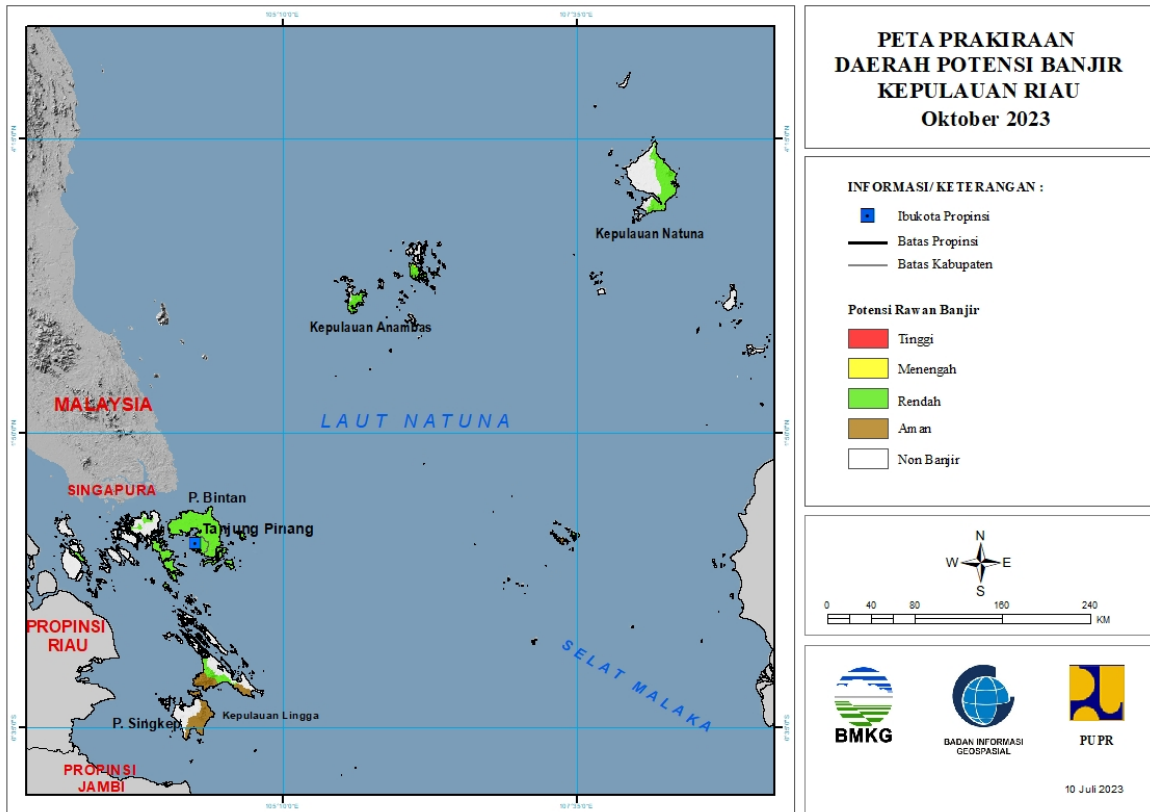 PETA PRAKIRAAN
DAERAH POTENSI BANJIR
KEPULAUAN RIAU
Oktober 2023
INFORMASI/ KETERANGAN :
Ibukota Propinsi
Batas Propinsi
Batas Kabupaten
Potensi Rawan Banjir
Tinggi
Menengah
Rendah
Aman
Non Banjir
N
W E
S
0 40 80 160 240
KM
BMKG
BADAN INFORMASI
GEOSPASIAL
PUPR
10 Juli 2023
Kepulauan Natuna
Kepulauan Anambas
MALAYSIA
LAUT NATUNA
SINGAPURA
P. Bintan
Tanjung Pinang
PROPINSI
RIAU
SELAT MALAKA
P. Singkep
Kepulauan Lingga
PROPINSI
JAMBI